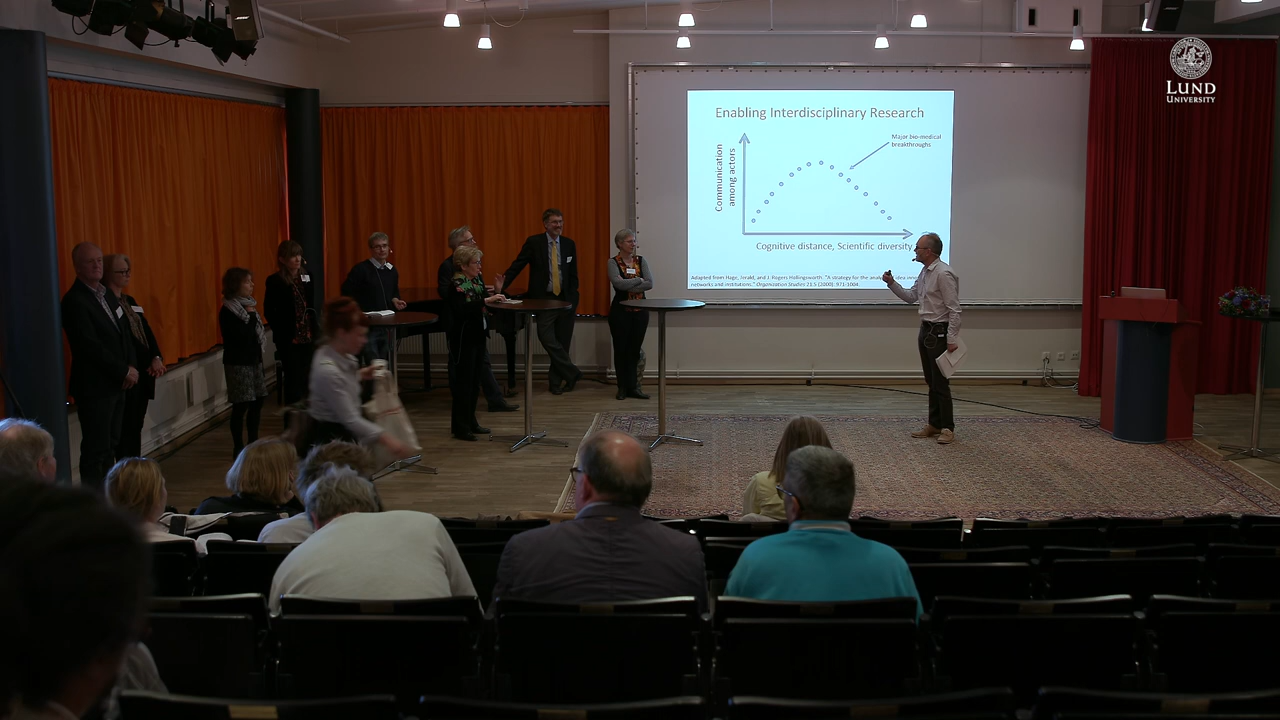 LUND
UNIVERSITY
Enabling Interdisciplinary Research
Major bio-medical
breakthroughs
Communication
among actors
Cognitive distance, Scientific diversity
Adapted from Hage, Jerald, and J. Rogers Hollingsworth. "A strategy for the analysis idea
networks and institutions." Organization Studies 21.5 (2000): 971-1004.